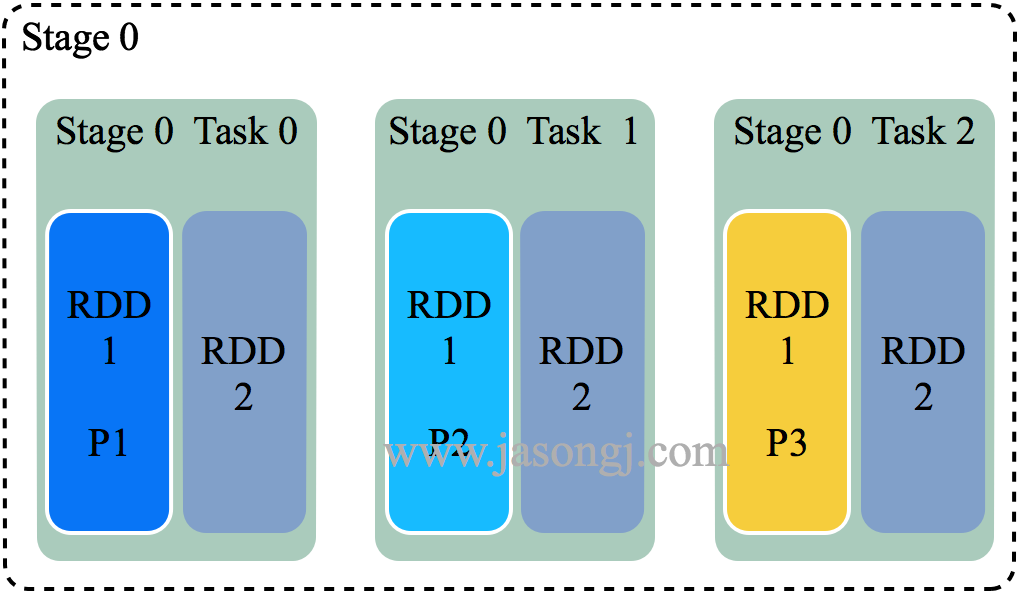 Stage 0
Stage 0 Task 0
Stage 0 Task 1
Stage 0 Task 2
RDD
1
P1
RDD
2
RDD
1
P2
RDD
2
RDD
1
P3
RDD
2
www.jasongj.com